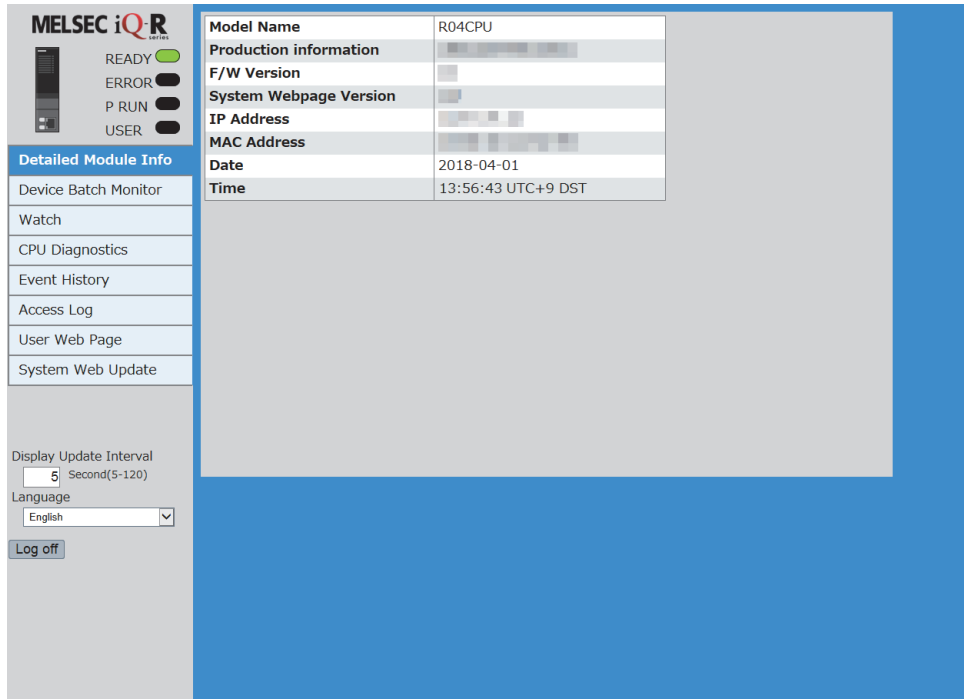 MELSEC iQ-R
series
READY
ERROR
P RUN
USER
Detailed Module Info
Device Batch Monitor
Watch
CPU Diagnostics
Event History
Access Log
User Web Page
System Web Update
Display Update Interval
5 Second(5-120)
Language
English
Log off
Model Name R04CPU
Production information
F/W Version
System Webpage Version
IP Address
MAC Address
Date 2018-04-01
Time 13:56:43 UTC+9 DST